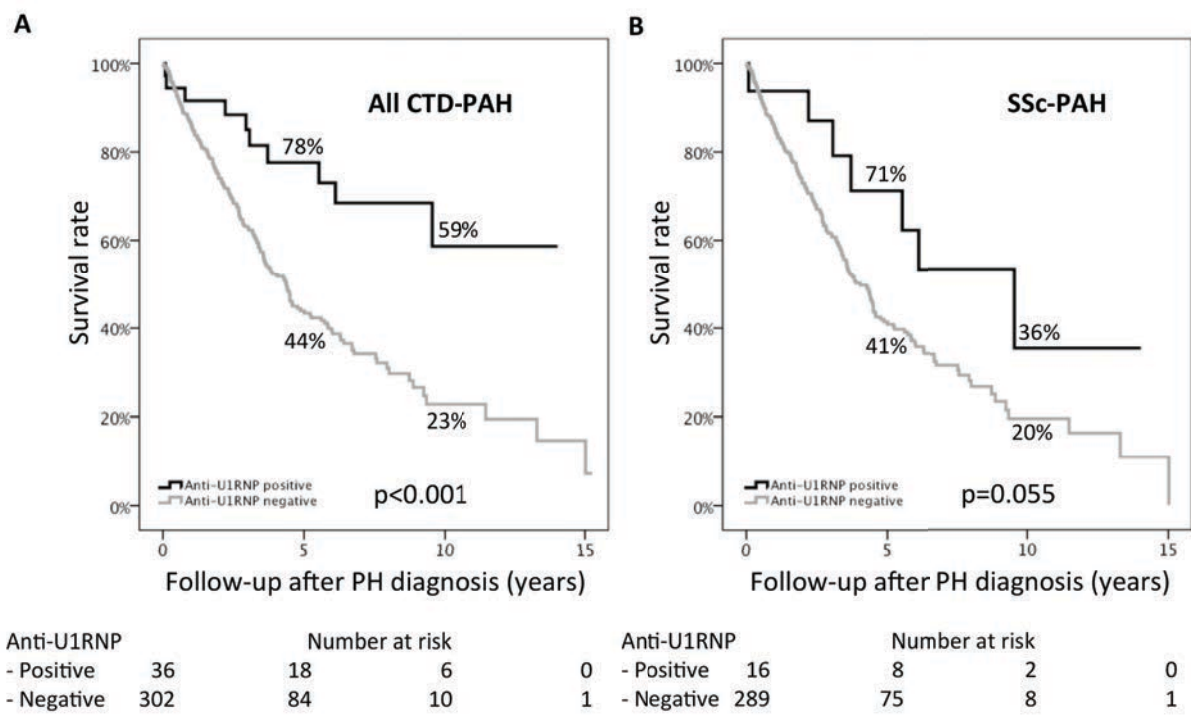 A
All CTD-PAH
100%
80%
60%
40%
20%
0%
Survival rate
78%
59%
44%
23%
Anti-U1RNP positive
Anti-U1RNP negative
p<0.001
0 5 10 15
Follow-up after PH diagnosis (years)
Anti-U1RNP Number at risk
- Positive 36 18 6 0
- Negative 302 84 10 1
B
SSc-PAH
100%
80%
60%
40%
20%
0%
Survival rate
71%
36%
41%
20%
Anti-U1RNP positive
Anti-U1RNP negative
p=0.055
0 5 10 15
Follow-up after PH diagnosis (years)
Anti-U1RNP Number at risk
- Positive 16 8 2 0
- Negative 289 75 8 1